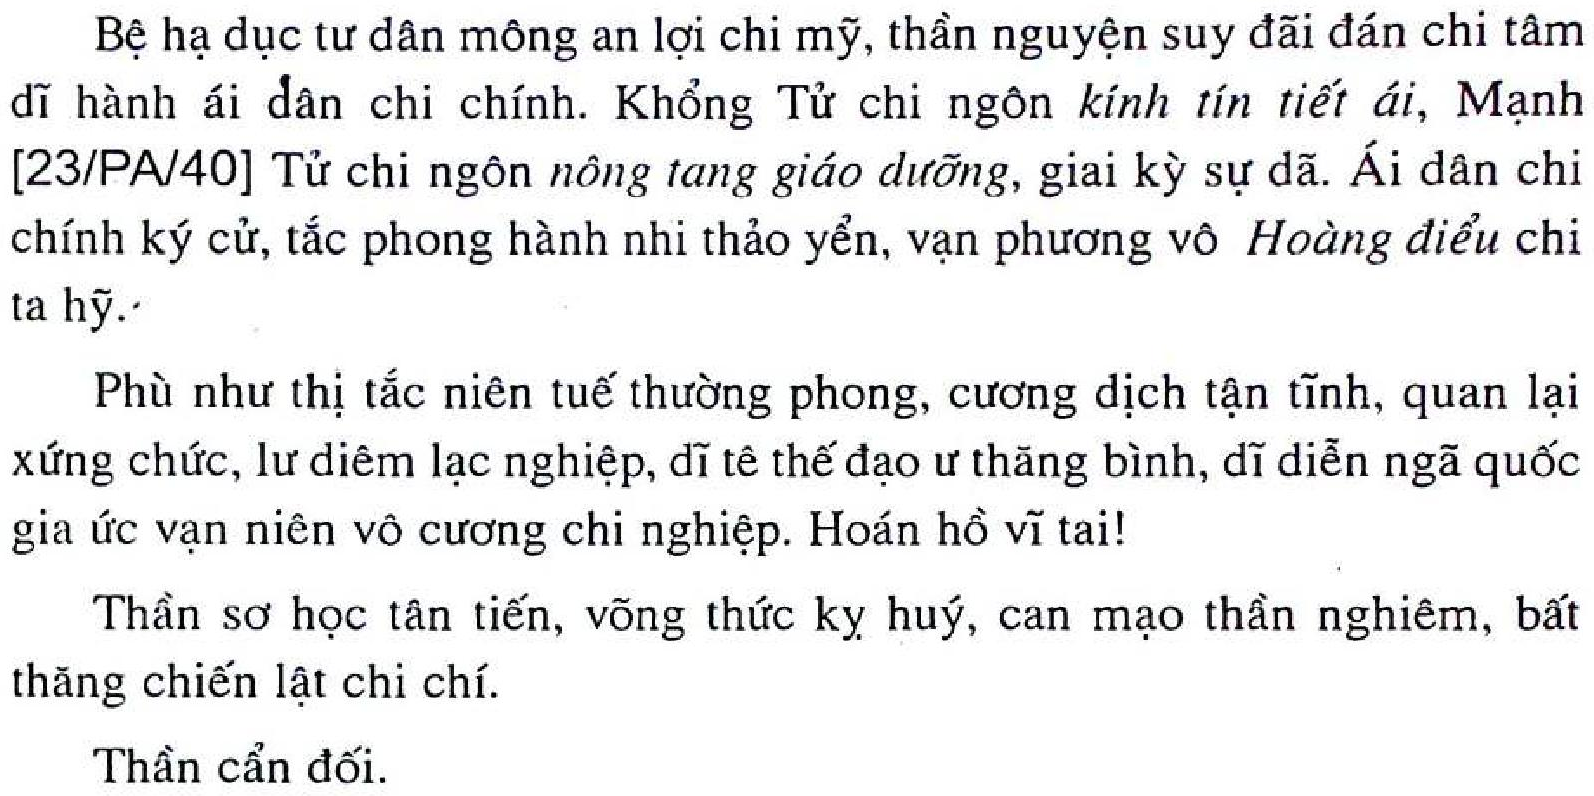 Bệ hạ dục tư dân mông an lợi chi mỹ, thần nguyện suy đãi đán chi tâm
dĩ hành ái dân chi chính. Khổng Tử chi ngôn kính tín tiết ái, Mạnh
[23/PA/40] Tử chi ngôn nông tang giáo dưỡng, giai kỳ sự dã. Ái dân chi
chính ký cử, tắc phong hành nhi thảo yển, vạn phương vô Hoàng điểu chi
ta hỹ.
Phù như thị tắc niên tuế thường phong, cương dịch tận tĩnh, quan lại
xứng chức, lư diêm lạc nghiệp, dĩ tê thế đạo ư thăng bình, dĩ diễn ngã quốc
gia ức vạn niên vô cương chi nghiệp. Hoán hồ vĩ tai!
Thần sơ học tân tiến, võng thức kỵ huý, can mạo thần nghiêm, bất
thăng chiến lật chi chí.
Thần cẩn đối.